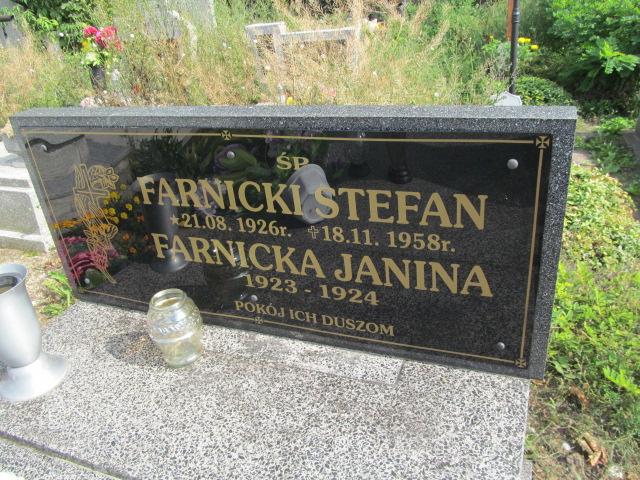 ŚP.
FARNICKI STEFAN
*21.08. 1926r. †18.11. 1958r.
FARNICKA JANINA
1923 - 1924
POKÓJ ICH DUSZOM